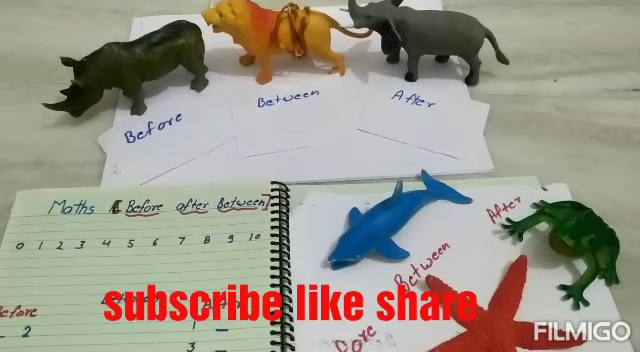 Before
Between
After
Maths [Before after Between]
0 1 2 3 4 5 6 7 8 9 10
2
1 —
3
After
Between
subscribe like share
FILMIGO